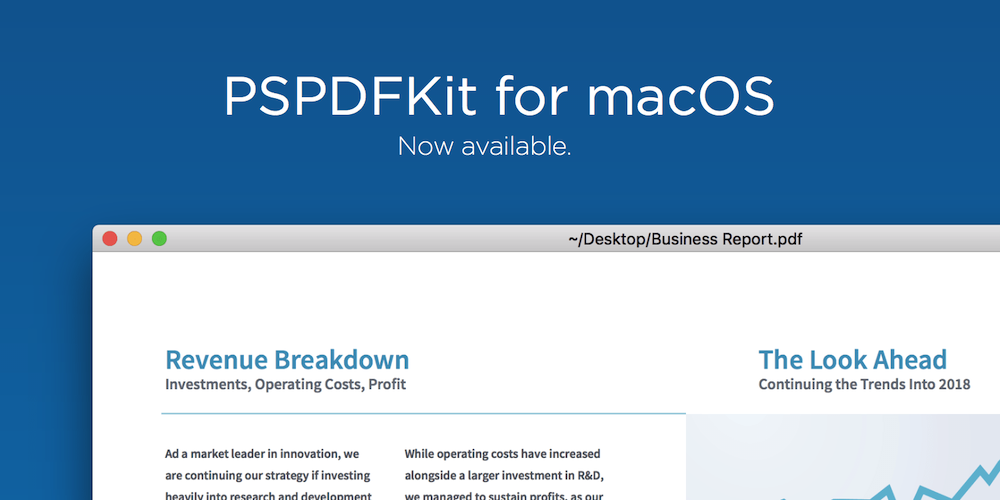 PSPDFKit for macOS
Now available.
~/Desktop/Business Report.pdf
Revenue Breakdown
Investments, Operating Costs, Profit
Ad a market leader in innovation, we
are continuing our strategy if investing
heavily into research and development
While operating costs have increased
alongside a larger investment in R&D,
we managed to sustain profits, as our
The Look Ahead
Continuing the Trends Into 2018